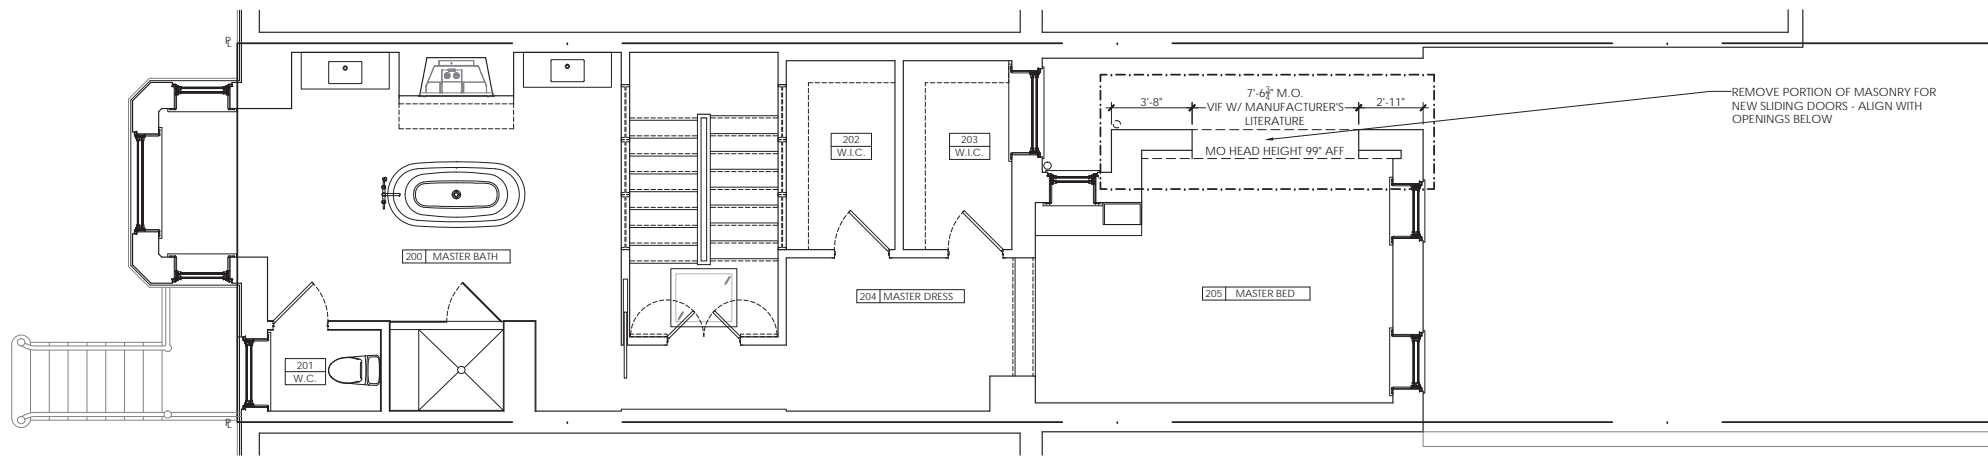 PL
7'-6¾" M.O.
3'-8"
VIF W/ MANUFACTURER'S
2'-11"
LITERATURE
REMOVE PORTION OF MASONRY FOR
NEW SLIDING DOORS - ALIGN WITH
OPENINGS BELOW
202
W.I.C.
203
W.I.C.
MO HEAD HEIGHT 99" AFF
200 MASTER BATH
204 MASTER DRESS
205 MASTER BED
201
W.C.
PL